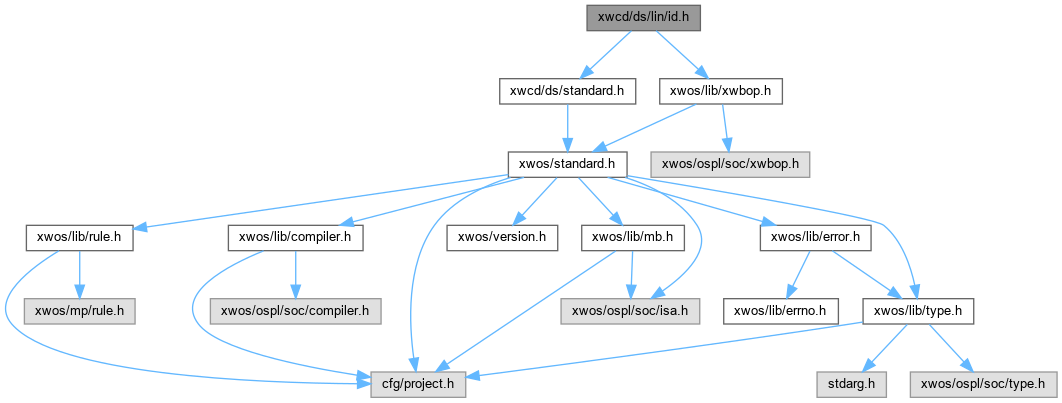 xwcd/ds/lin/id.h
xwcd/ds/standard.h
xwos/lib/xwbop.h
xwos/standard.h
xwos/ospl/soc/xwbop.h
xwos/lib/rule.h
xwos/lib/compiler.h
xwos/version.h
xwos/lib/mb.h
xwos/lib/error.h
xwos/mp/rule.h
xwos/ospl/soc/compiler.h
xwos/ospl/soc/isa.h
xwos/lib/errno.h
xwos/lib/type.h
cfg/project.h
stdarg.h
xwos/ospl/soc/type.h